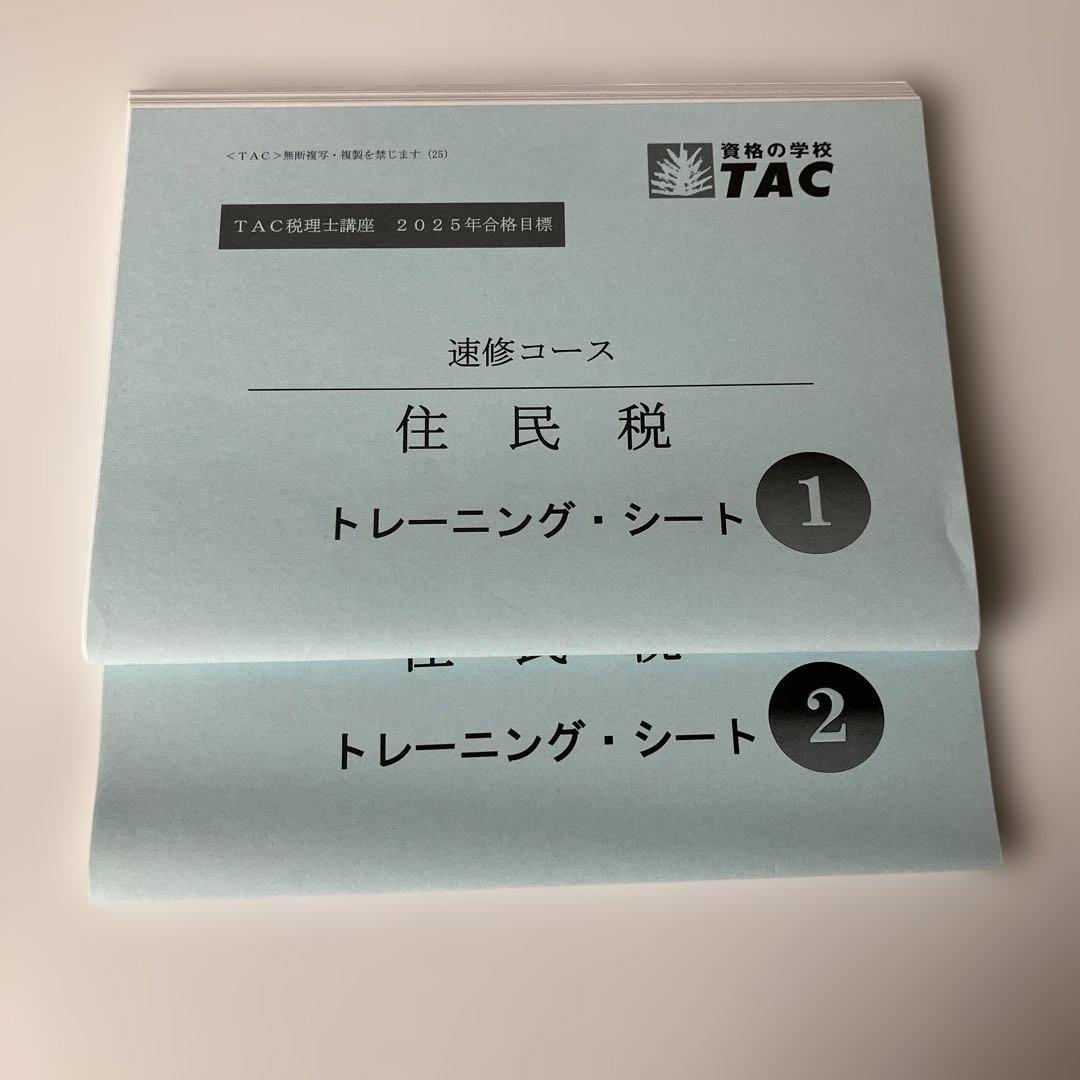 ＜ＴＡＣ＞無断複写・複製を禁じます（25）
資格の学校
TAC
ＴＡＣ税理士講座　２０２５年合格目標
速修コース
住　民　税
トレーニング・シート 1
住　民　税
トレーニング・シート 2